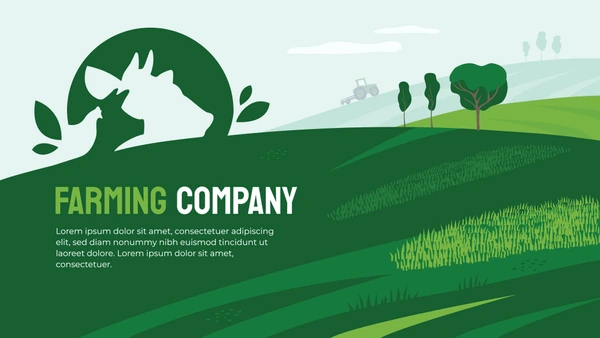 FARMING COMPANY
Lorem ipsum dolor sit amet, consectetuer adipiscing
elit, sed diam nonummy nibh euismod tincidunt ut
laoreet dolore. Lorem ipsum dolor sit amet,
consectetuer.